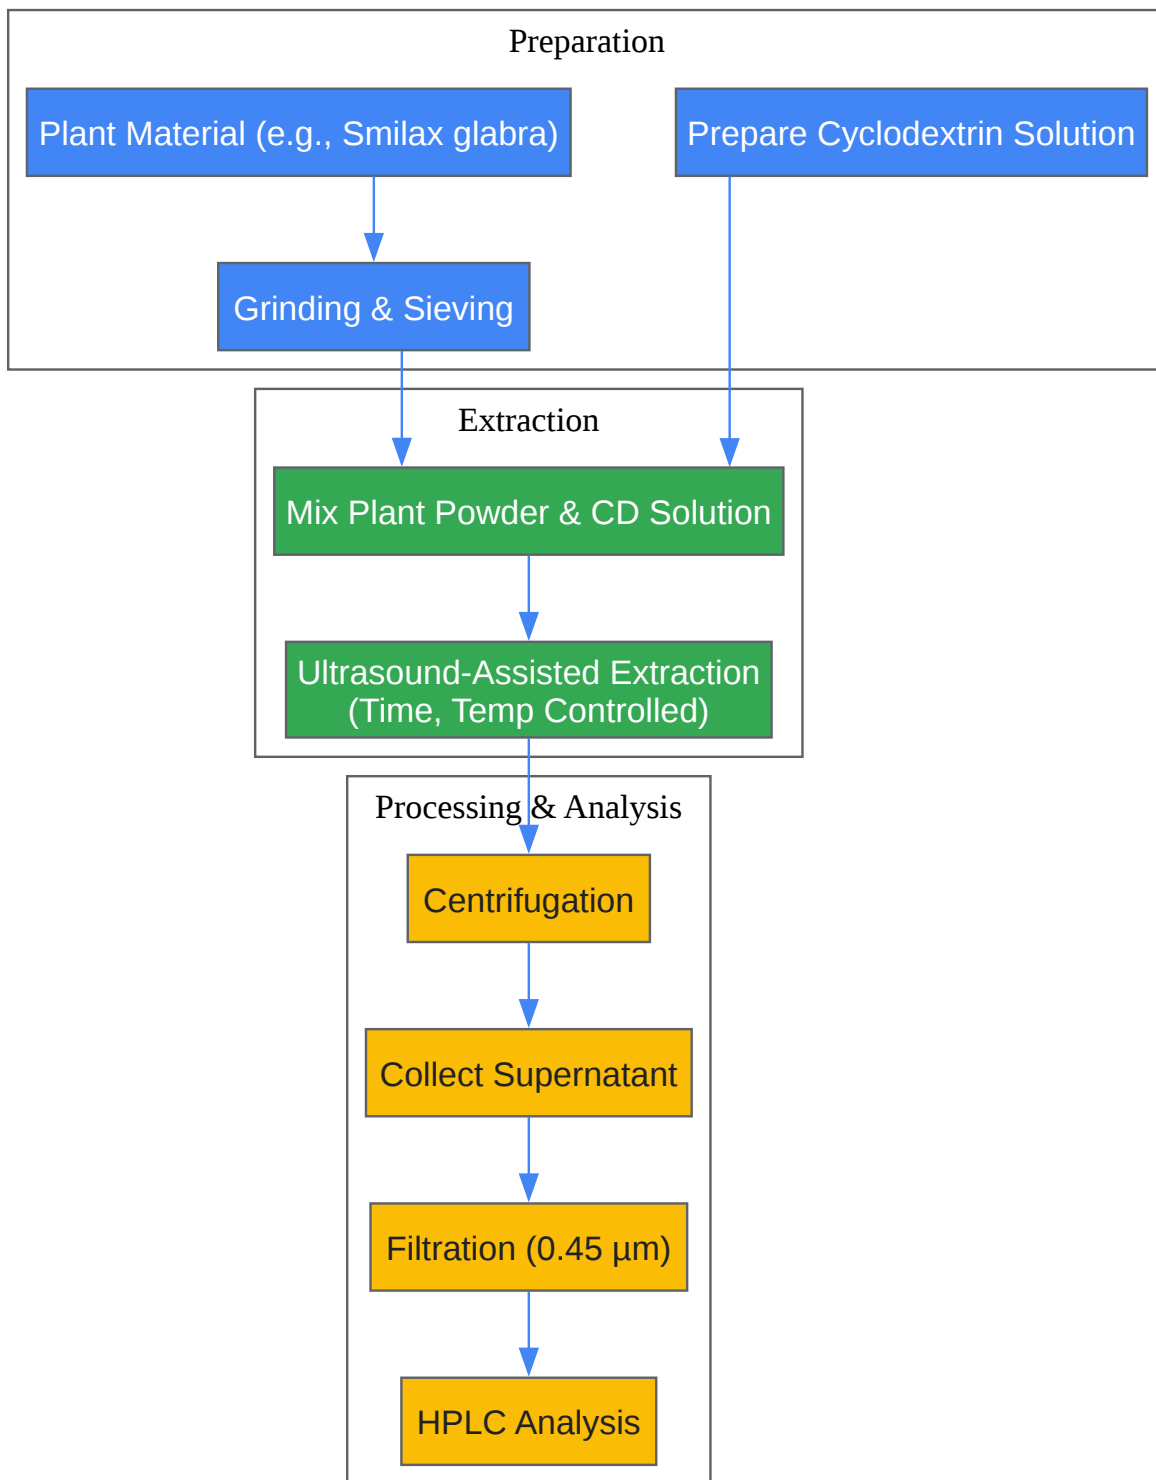 Preparation
Plant Material (e.g., Smilax glabra)
Prepare Cyclodextrin Solution
Grinding & Sieving
Extraction
Mix Plant Powder & CD Solution
Ultrasound-Assisted Extraction
(Time, Temp Controlled)
Processing & Analysis
Centrifugation
Collect Supernatant
Filtration (0.45 µm)
HPLC Analysis